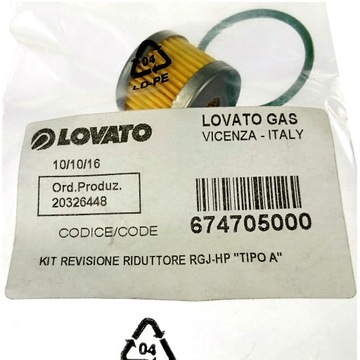 04
LD-PE
LOVATO
LOVATO GAS
VICENZA - ITALY
10/10/16
Ord.Produz.
20326448
674705000
CODICE/CODE
KIT REVISIONE RIDUTTORE RGJ-HP "TIPO A"
04